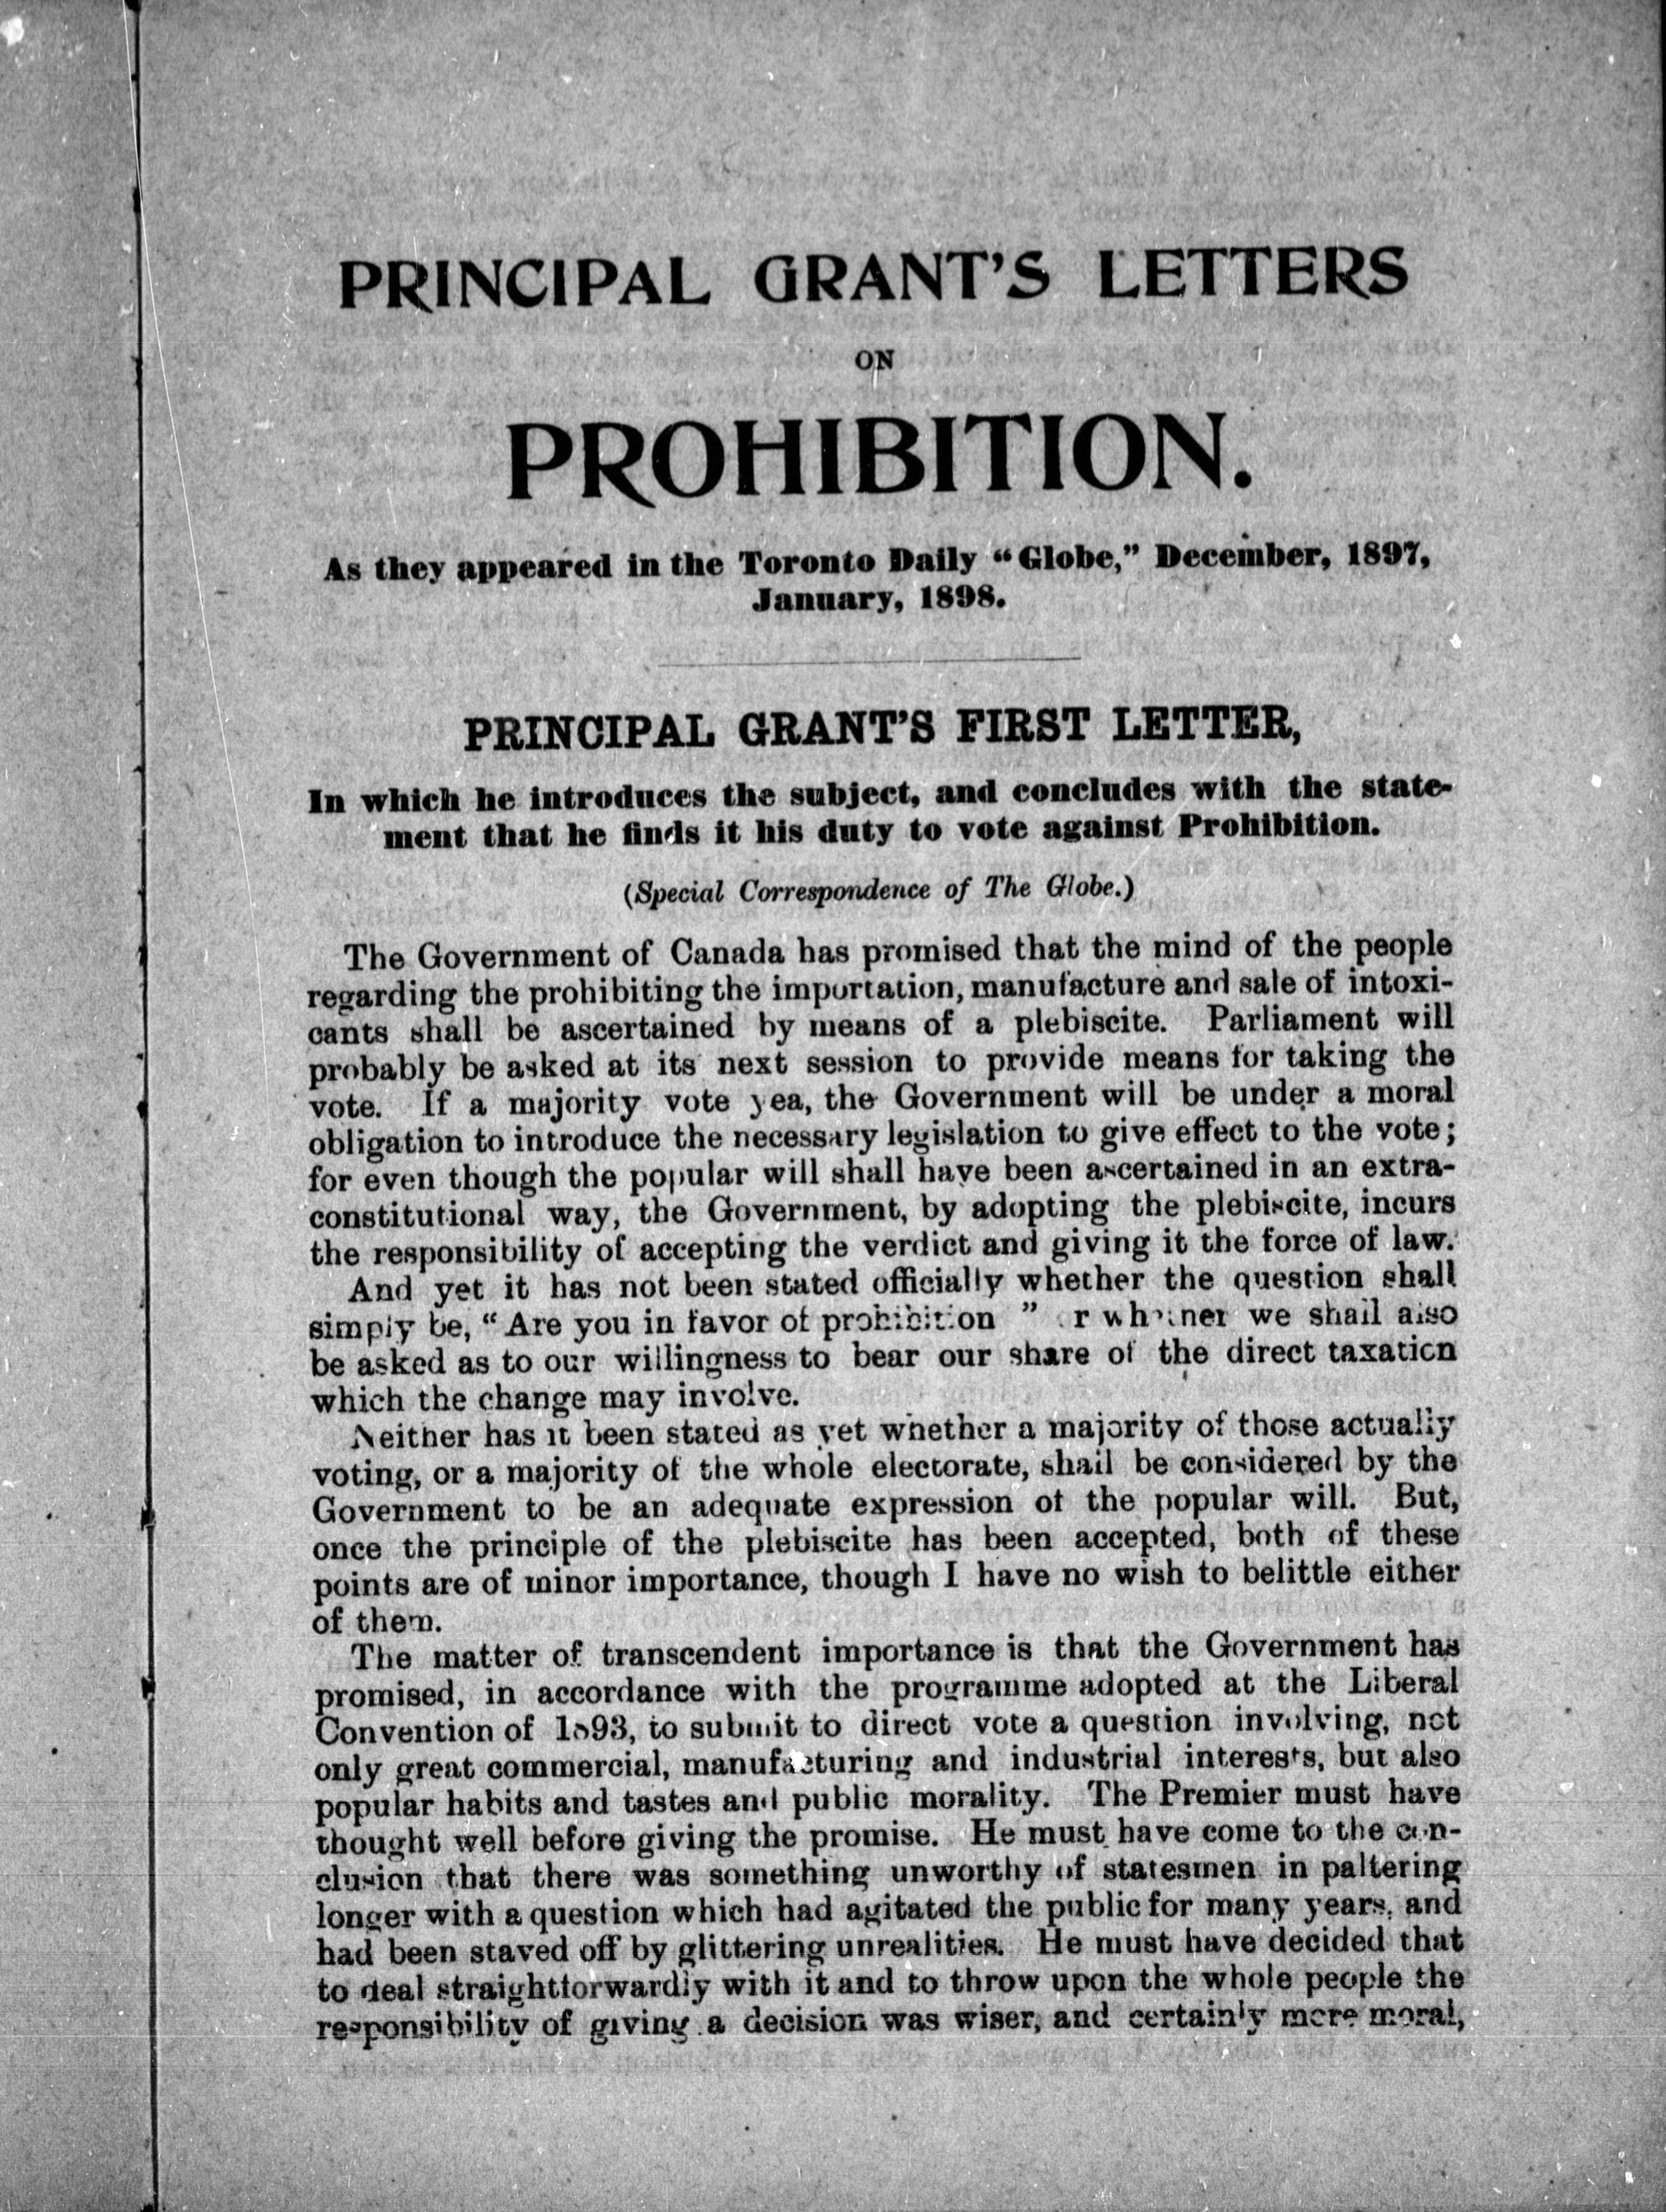 PRINCIPAL GRANT'S LETTERS
ON
PROHIBITION.
As they appeared in the Toronto Daily “Globe,” December, 1897,
January, 1898.
PRINCIPAL GRANT'S FIRST LETTER,
In which he introduces the subject, and concludes with the state-
ment that he finds it his duty to vote against Prohibition.
(Special Correspondence of The Globe.)
The Government of Canada has promised that the mind of the people
regarding the prohibiting the importation, manufacture and sale of intoxi-
cants shall be ascertained by means of a plebiscite. Parliament will
probably be asked at its next session to provide means for taking the
vote. If a majority vote yea, the Government will be under a moral
obligation to introduce the necessary legislation to give effect to the vote;
for even though the popular will shall have been ascertained in an extra-
constitutional way, the Government, by adopting the plebiscite, incurs
the responsibility of accepting the verdict and giving it the force of law.
And yet it has not been stated officially whether the question shall
simply be, “Are you in favor of prohibition ” or whether we shall also
be asked as to our willingness to bear our share of the direct taxation
which the change may involve.
Neither has it been stated as yet whether a majority of those actually
voting, or a majority of the whole electorate, shall be considered by the
Government to be an adequate expression of the popular will. But,
once the principle of the plebiscite has been accepted, both of these
points are of minor importance, though I have no wish to belittle either
of them.
The matter of transcendent importance is that the Government has
promised, in accordance with the programme adopted at the Liberal
Convention of 1893, to submit to direct vote a question involving, not
only great commercial, manufacturing and industrial interests, but also
popular habits and tastes and public morality. The Premier must have
thought well before giving the promise. He must have come to the con-
clusion that there was something unworthy of statesmen in paltering
longer with a question which had agitated the public for many years, and
had been staved off by glittering unrealities. He must have decided that
to deal straightforwardly with it and to throw upon the whole people the
responsibility of giving a decision was wiser, and certainly more moral,